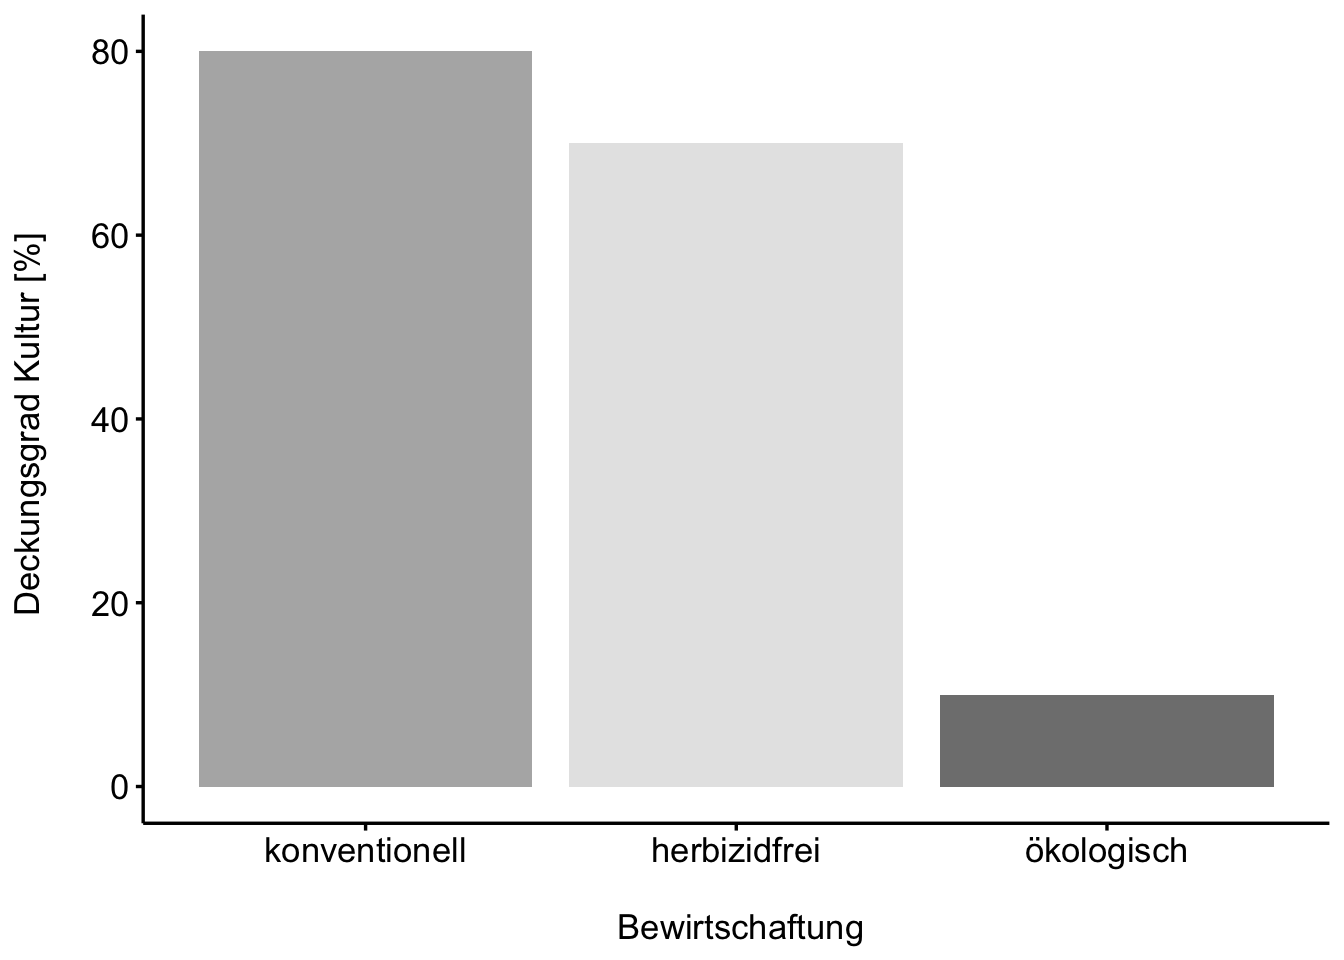 Deckungsgrad Kultur [%]
80
60
40
20
0
konventionell herbizidfrei ökologisch
Bewirtschaftung